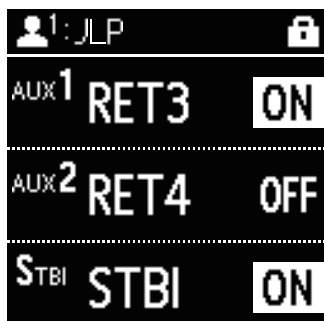 1: JLP
AUX1 RET3 ON
AUX2 RET4 OFF
STBI STBI ON